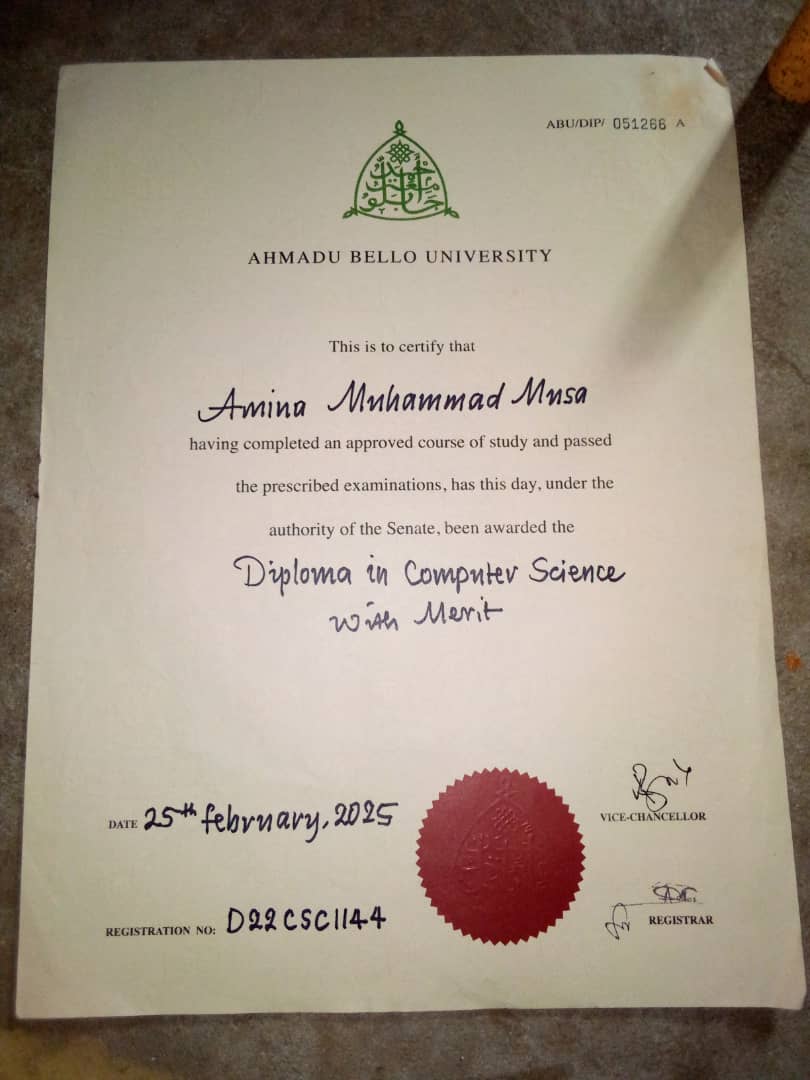 ABU/DIP/ 051266 A
AHMADU BELLO UNIVERSITY
This is to certify that
Amina Muhammad Musa
having completed an approved course of study and passed
the prescribed examinations, has this day, under the
authority of the Senate, been awarded the
Diploma in Computer Science
with Merit
DATE 25th february, 2025
VICE-CHANCELLOR
REGISTRATION NO: D22CSC1144
REGISTRAR